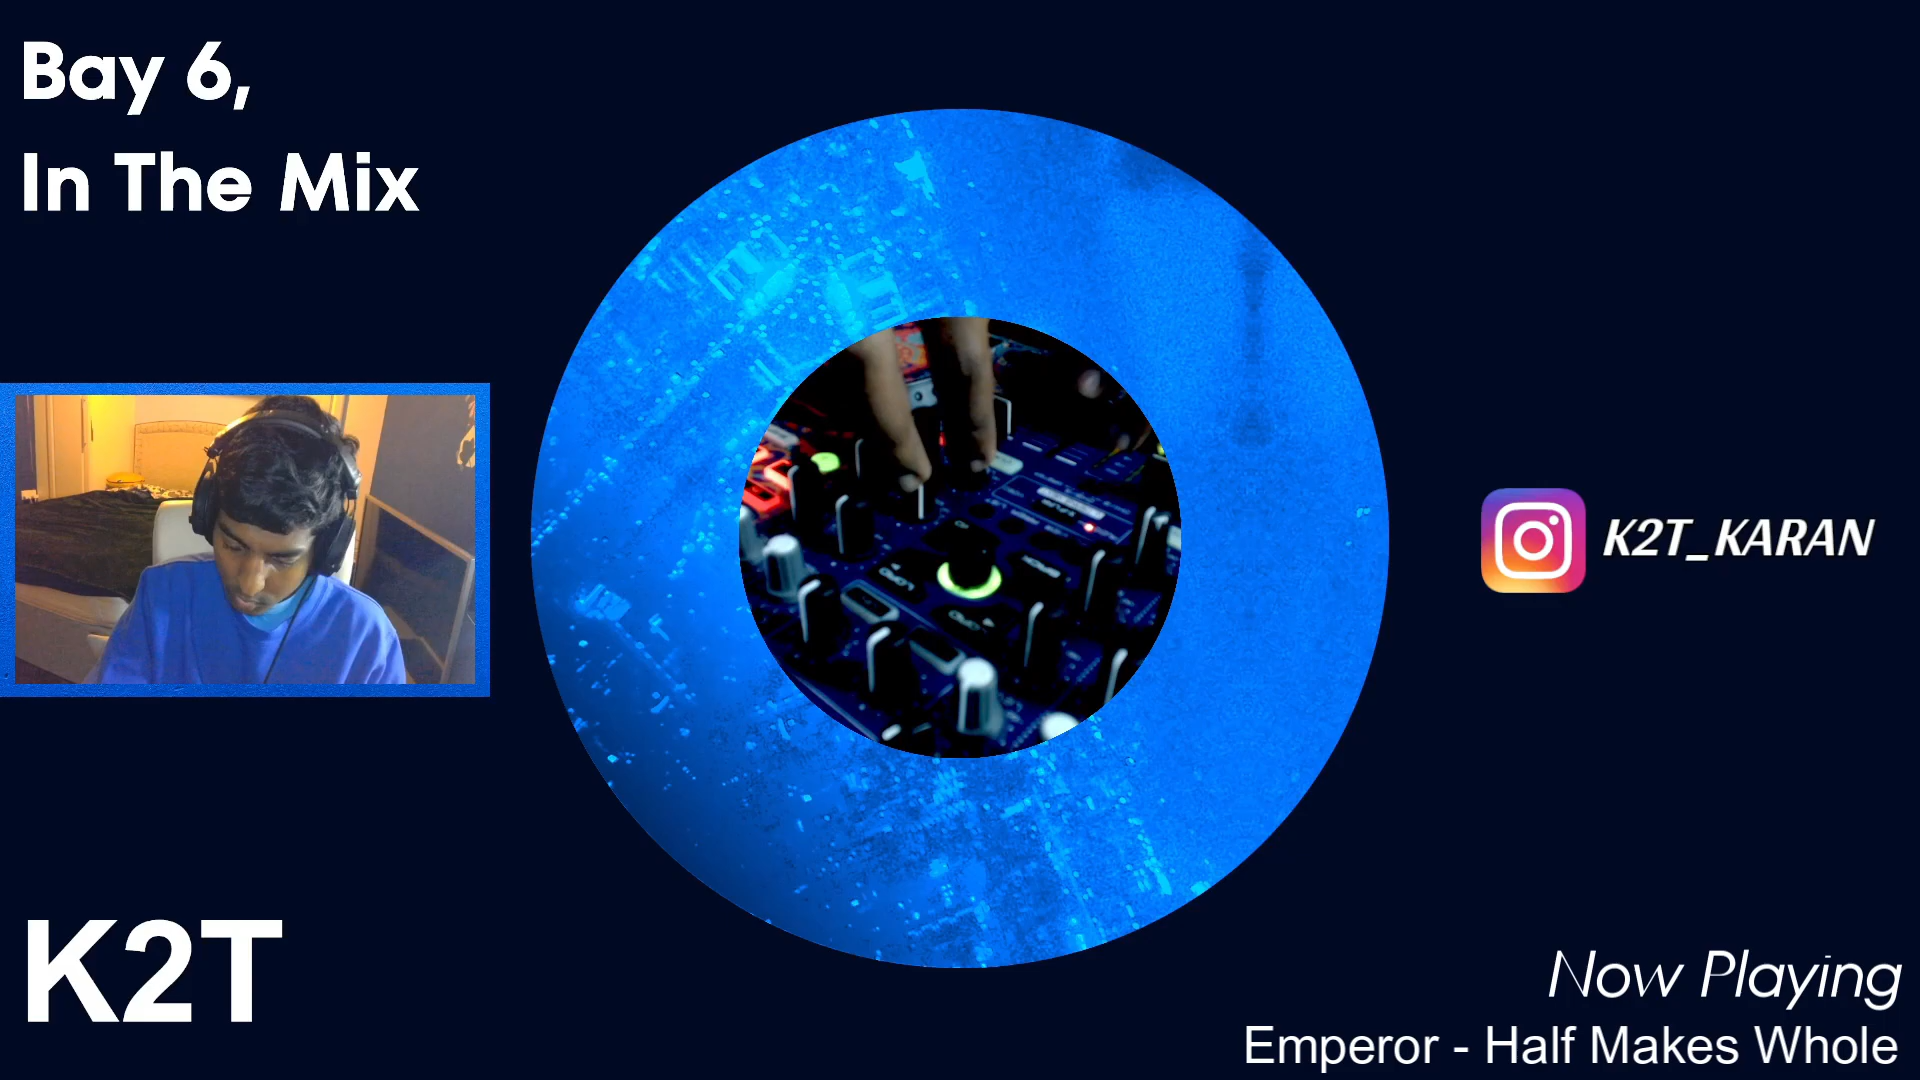 Bay 6,
In The Mix
K2T_KARAN
K2T
Now Playing
Emperor - Half Makes Whole